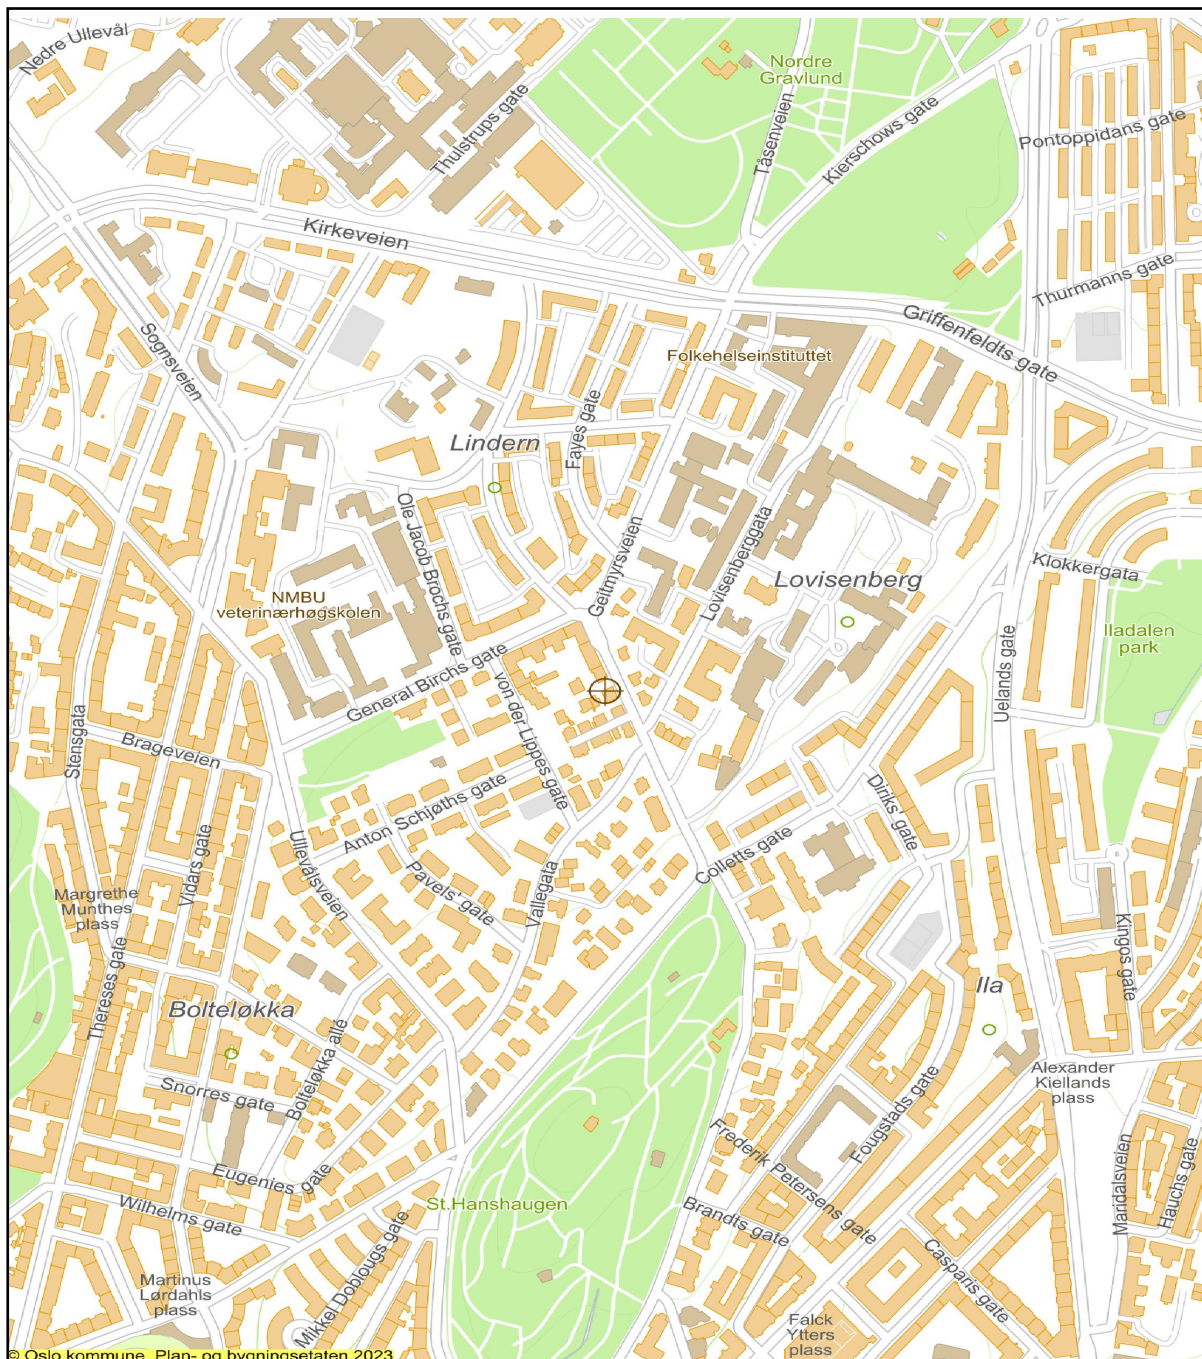 Nedre Ullevål
Thulstrups gate
Nordre
Gravlund
Tåsenveien
Kierschows gate
Pontoppidans gate
Kirkeveien
Thurmanns gate
Sognsveien
Griffenfeldts gate
Folkehelseinstituttet
Lindern
Fayes gate
Ole Jacob Brochs gate
Geitmyrsveien
Lovisenberggata
Lovisenberg
Klokkergata
NMBU
veterinærhøgskolen
Iladalen
park
General Birchs gate
von der Lippes gate
Uelands gate
Stensgata
Brageveien
Anton Schjøths gate
Diriks' gate
Vidars gate
Ullevålsveien
Colletts gate
Pavels' gate
Vallegata
Margrethe
Munthes
plass
Kingos gate
Thereses gate
Ila
Bolteløkka
Bolteløkka allé
Snorres gate
Alexander
Kiellands
plass
Fougstads gate
Frederik Petersens gate
Eugenies gate
Maridalsveien
Hauchs gate
St.Hanshaugen
Wilhelms gate
Brandts gate
Mikkel Doblougs gate
Casparis gate
Martinus
Lørdahls
plass
Falck
Ytters
plass
© Oslo kommune, Plan- og bygningsetaten 2023